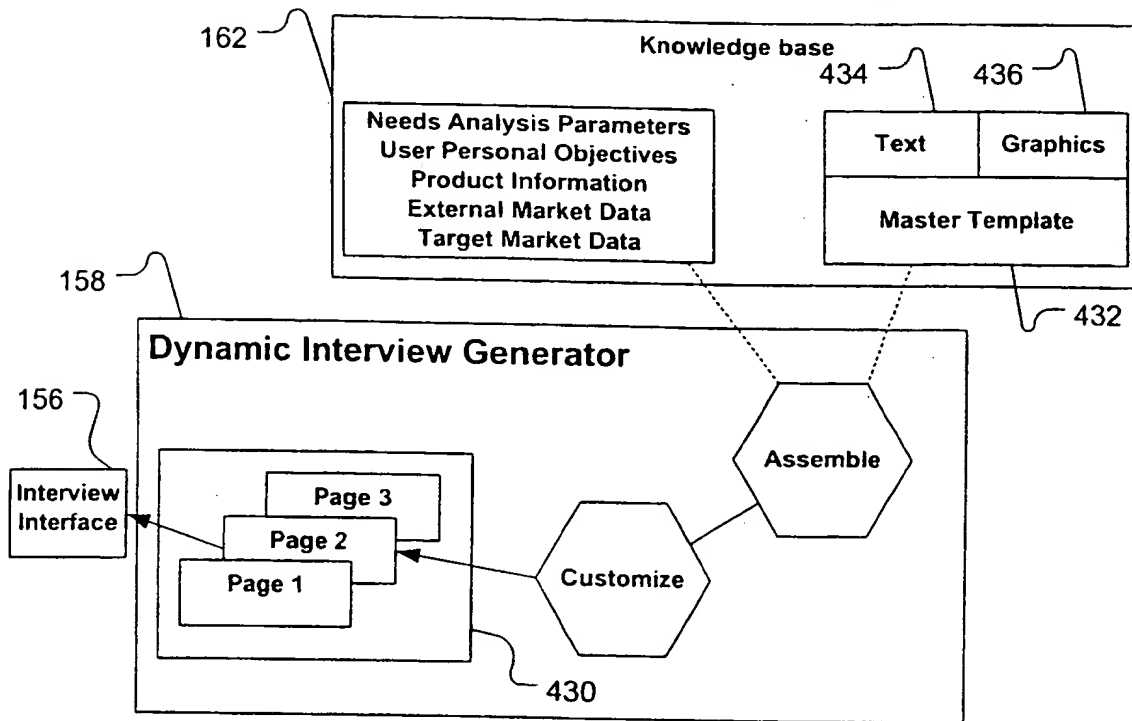 162
Knowledge base
434
436
Needs Analysis Parameters
User Personal Objectives
Product Information
External Market Data
Target Market Data
Text
Graphics
Master Template
432
158
Dynamic Interview Generator
156
Interview
Interface
Page 3
Page 2
Page 1
Customize
Assemble
430